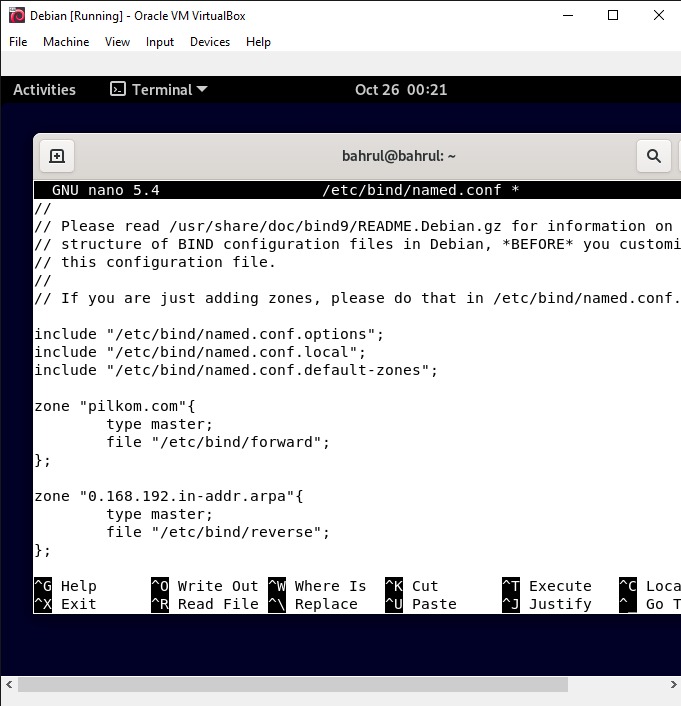 Debian [Running] - Oracle VM VirtualBox
File Machine View Input Devices Help
Activities Terminal Oct 26 00:21
bahrul@bahrul: ~
GNU nano 5.4 /etc/bind/named.conf *
//
// Please read /usr/share/doc/bind9/README.Debian.gz for information on
// structure of BIND configuration files in Debian, *BEFORE* you customi
// this configuration file.
//
// If you are just adding zones, please do that in /etc/bind/named.conf.
include "/etc/bind/named.conf.options";
include "/etc/bind/named.conf.local";
include "/etc/bind/named.conf.default-zones";
zone "pilkom.com"{
type master;
file "/etc/bind/forward";
};
zone "0.168.192.in-addr.arpa"{
type master;
file "/etc/bind/reverse";
};
^G Help ^O Write Out ^W Where Is ^K Cut ^T Execute ^C Loca
^X Exit ^R Read File ^\ Replace ^U Paste ^J Justify ^_ Go T